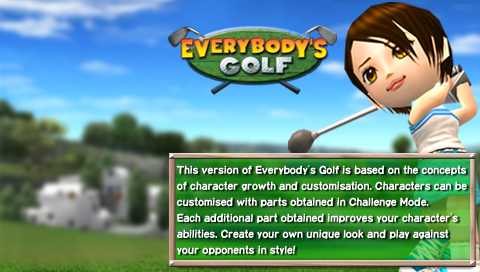 EVERYBODY'S
GOLF
This version of Everybody's Golf is based on the concepts
of character growth and customisation. Characters can be
customised with parts obtained in Challenge Mode.
Each additional part obtained improves your character's
abilities. Create your own unique look and play against
your opponents in style!